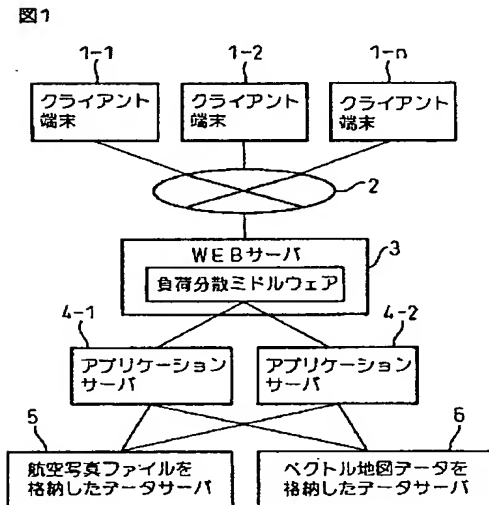 図1
1-1
1-2
1-n
クライアント
端末
クライアント
端末
クライアント
端末
2
3
WEBサーバ
負荷分散ミドルウェア
4-1
4-2
アプリケーション
サーバ
アプリケーション
サーバ
5
6
航空写真ファイルを
格納したデータサーバ
ベクトル地図データを
格納したデータサーバ